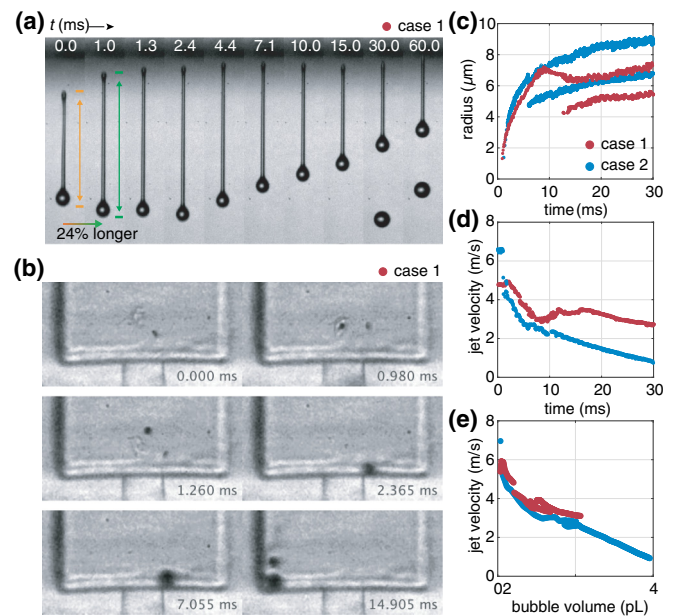 (a) t (ms) case 1
0.0 1.0 1.3 2.4 4.4 7.1 10.0 15.0 30.0 60.0
24% longer
(b) case 1
0.000 ms 0.980 ms
1.260 ms 2.365 ms
7.055 ms 14.905 ms
(c)
radius (μm)
10
8
6
4
2
0
case 1
case 2
0 10 20 30
time (ms)
(d)
jet velocity (m/s)
8
6
4
2
0
0 10 20 30
time (ms)
(e)
jet velocity (m/s)
8
6
4
2
0
02 4
bubble volume (pL)